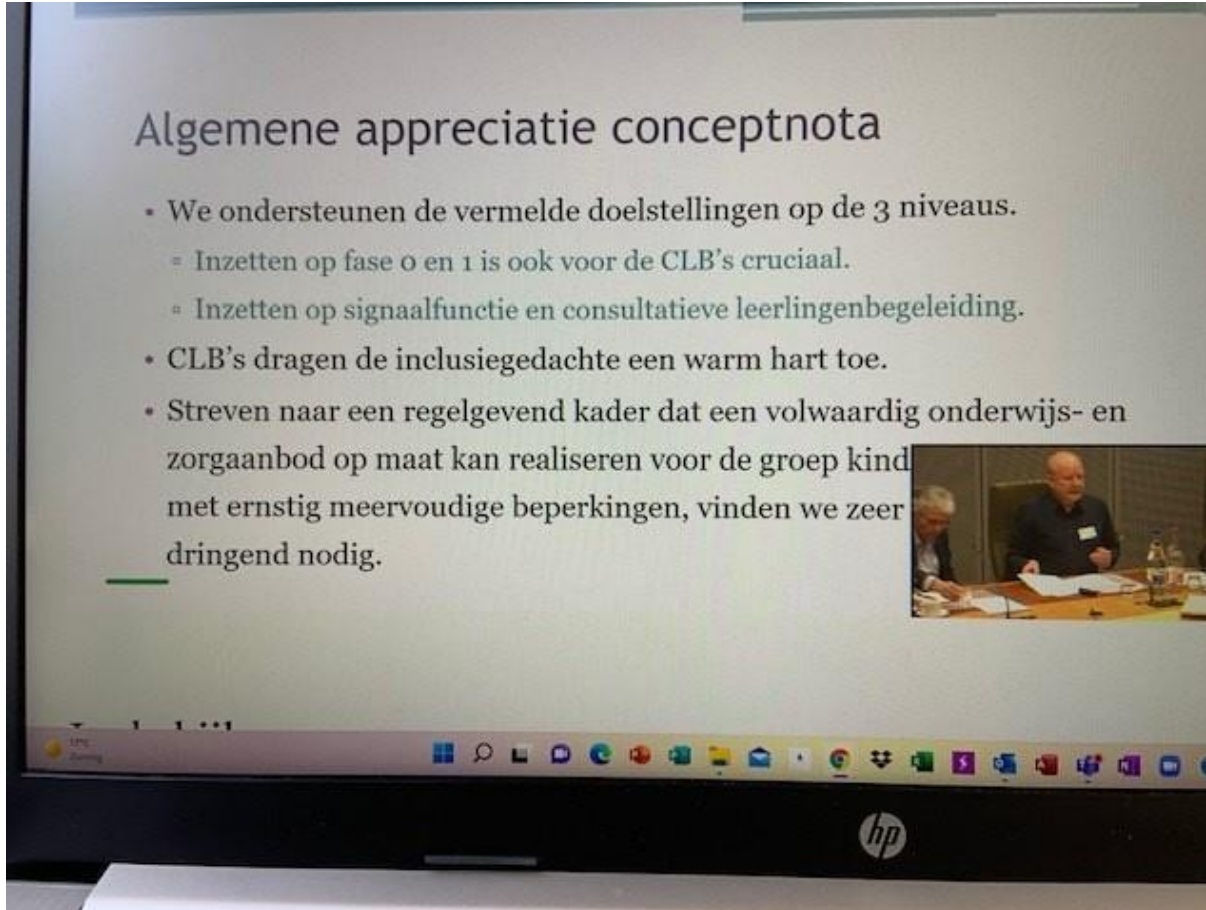 Algemene appreciatie conceptnota
We ondersteunen de vermelde doelstellingen op de 3 niveaus.
Inzetten op fase 0 en 1 is ook voor de CLB's cruciaal.
Inzetten op signaalfunctie en consultatieve leerlingenbegeleiding.
CLB's dragen de inclusiegedachte een warm hart toe.
Streven naar een regelgevend kader dat een volwaardig onderwijs- en
zorgaanbod op maat kan realiseren voor de groep kind
met ernstig meervoudige beperkingen, vinden we zeer
dringend nodig.
hp